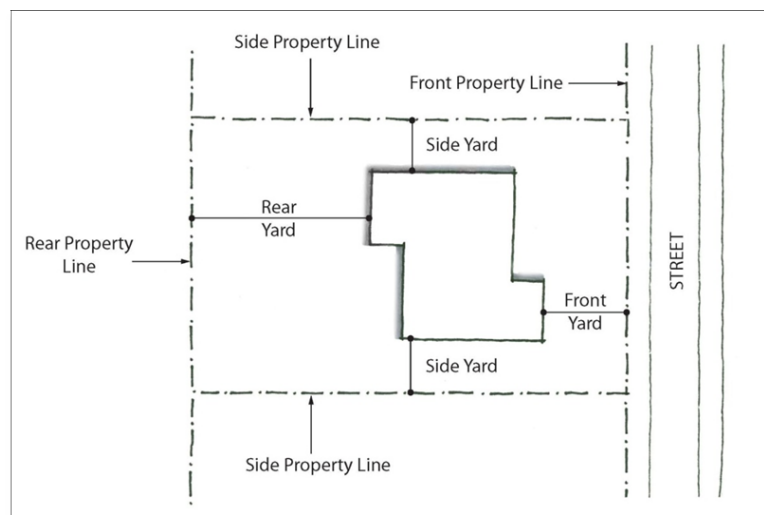 Side Property Line
Front Property Line
Side Yard
Rear
Yard
Rear Property
Line
STREET
Front
Yard
Side Yard
Side Property Line